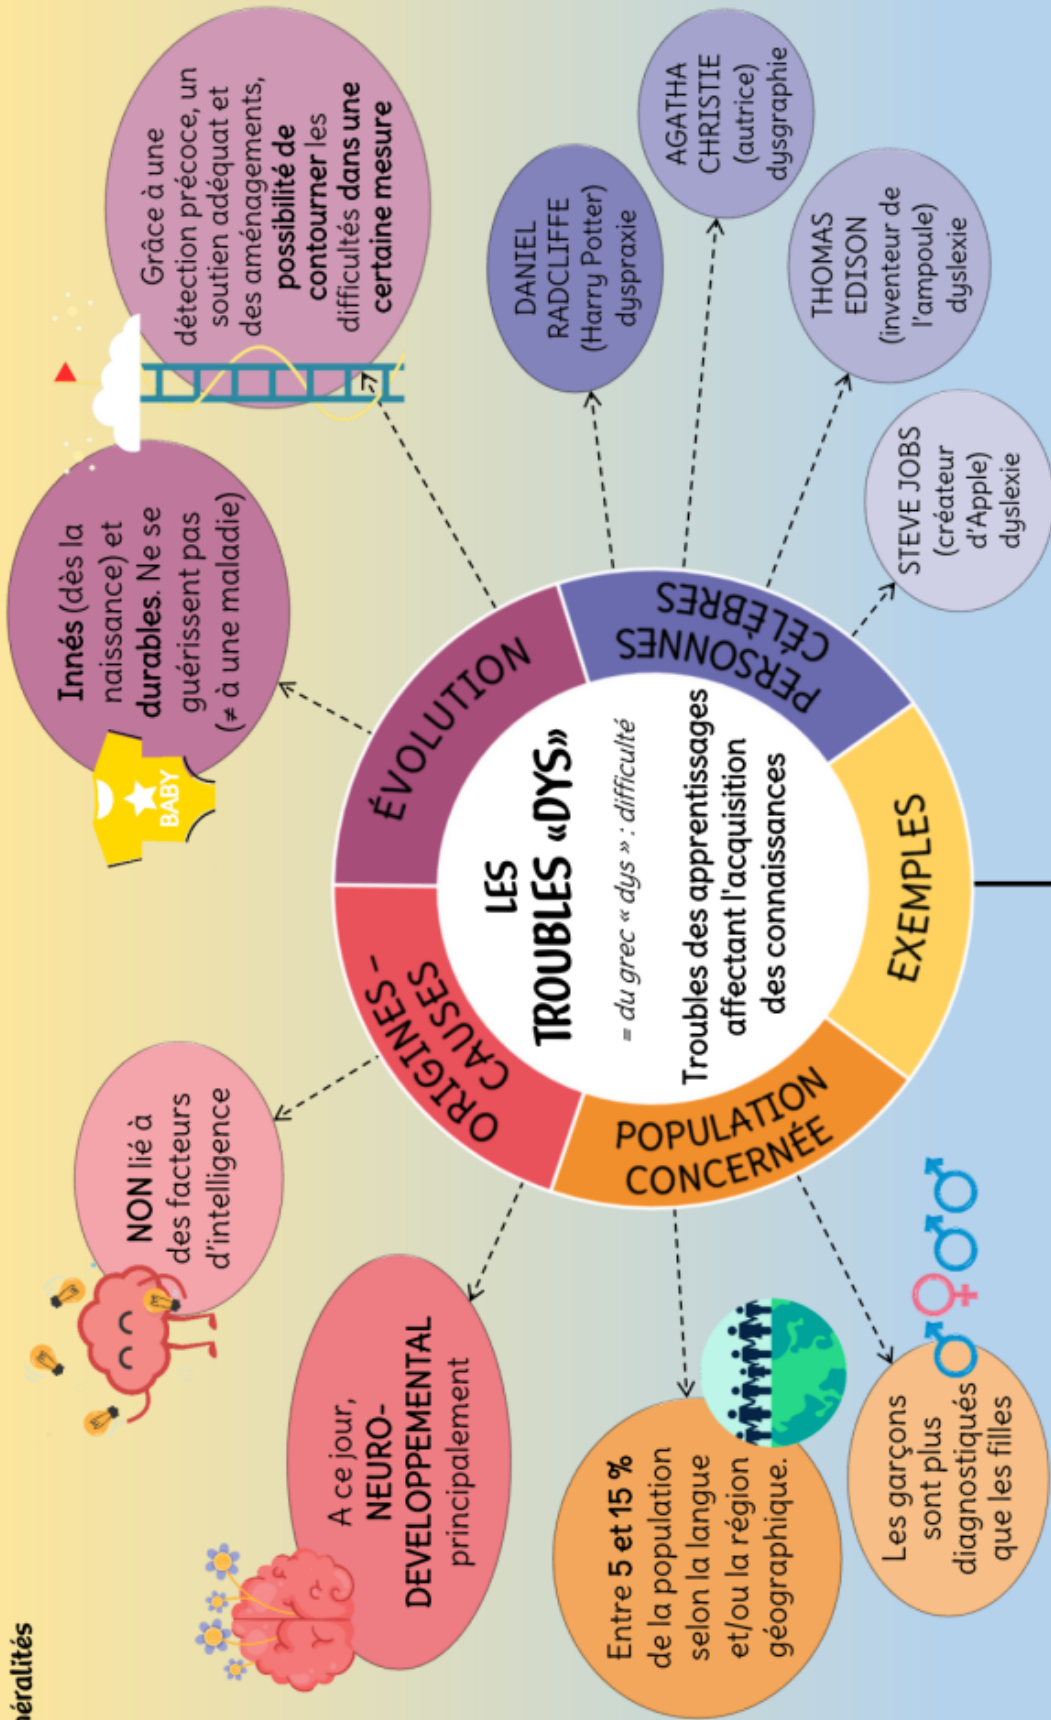 LES
TROUBLES «DYS»
= du grec « dys » : difficulté
Troubles des apprentissages
affectant l'acquisition
des connaissances
ORIGINES -
CAUSES
NON lié à
des facteurs
d'intelligence
A ce jour,
NEURO-
DEVELOPPEMENTAL
principalement
ÉVOLUTION
Innés (dès la
naissance) et
durables. Ne se
guérissent pas
(≠ à une maladie)
BABY
Grâce à une
détection précoce, un
soutien adéquat et
des aménagements,
possibilité de
contourner les
difficultés dans une
certaine mesure
PERSONNES
CÉLÈBRES
DANIEL
RADCLIFFE
(Harry Potter)
dyspraxie
AGATHA
CHRISTIE
(autrice)
dysgraphie
THOMAS
EDISON
(inventeur de
l'ampoule)
dyslexie
STEVE JOBS
(créateur
d'Apple)
dyslexie
EXEMPLES
POPULATION
CONCERNÉE
Entre 5 et 15 %
de la population
selon la langue
et/ou la région
géographique.
Les garçons
sont plus
diagnostiqués
que les filles